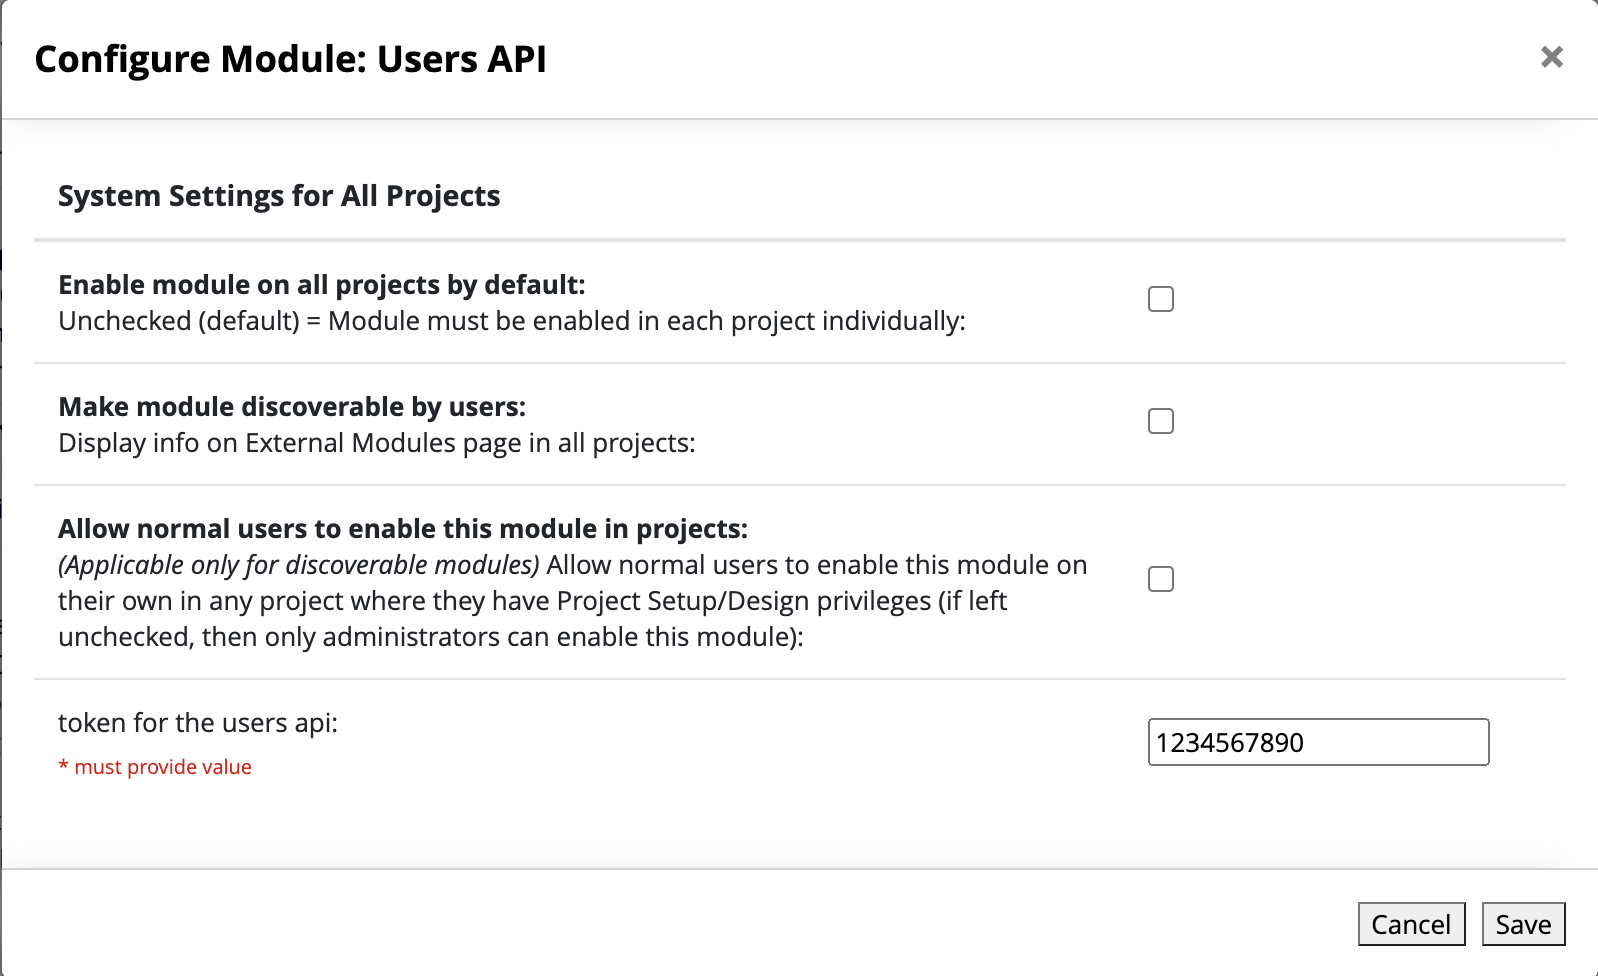 Configure Module: Users API
System Settings for All Projects
Enable module on all projects by default:
Unchecked (default) = Module must be enabled in each project individually:
Make module discoverable by users:
Display info on External Modules page in all projects:
Allow normal users to enable this module in projects:
(Applicable only for discoverable modules) Allow normal users to enable this module on
their own in any project where they have Project Setup/Design privileges (if left
unchecked, then only administrators can enable this module):
token for the users api:
1234567890
* must provide value
Cancel Save